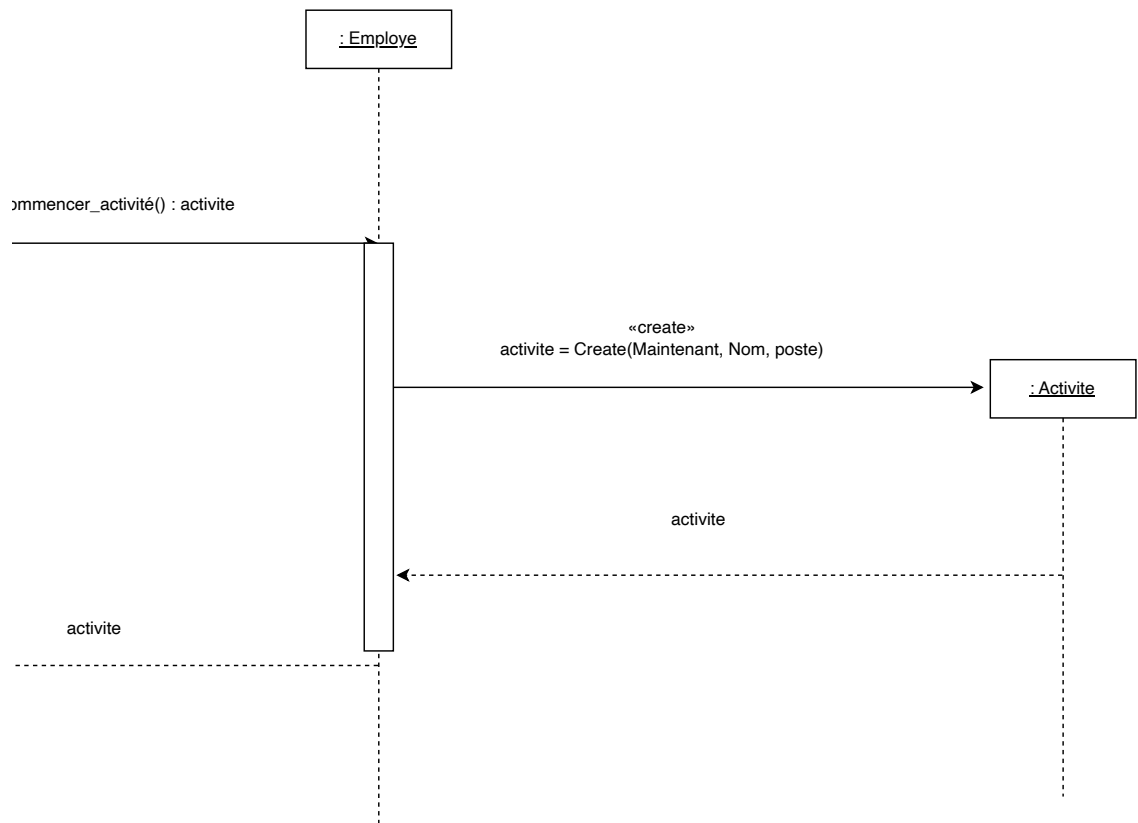 : Employe
ommencer_activité() : activite
«create»
activite = Create(Maintenant, Nom, poste)
: Activite
activite
activite